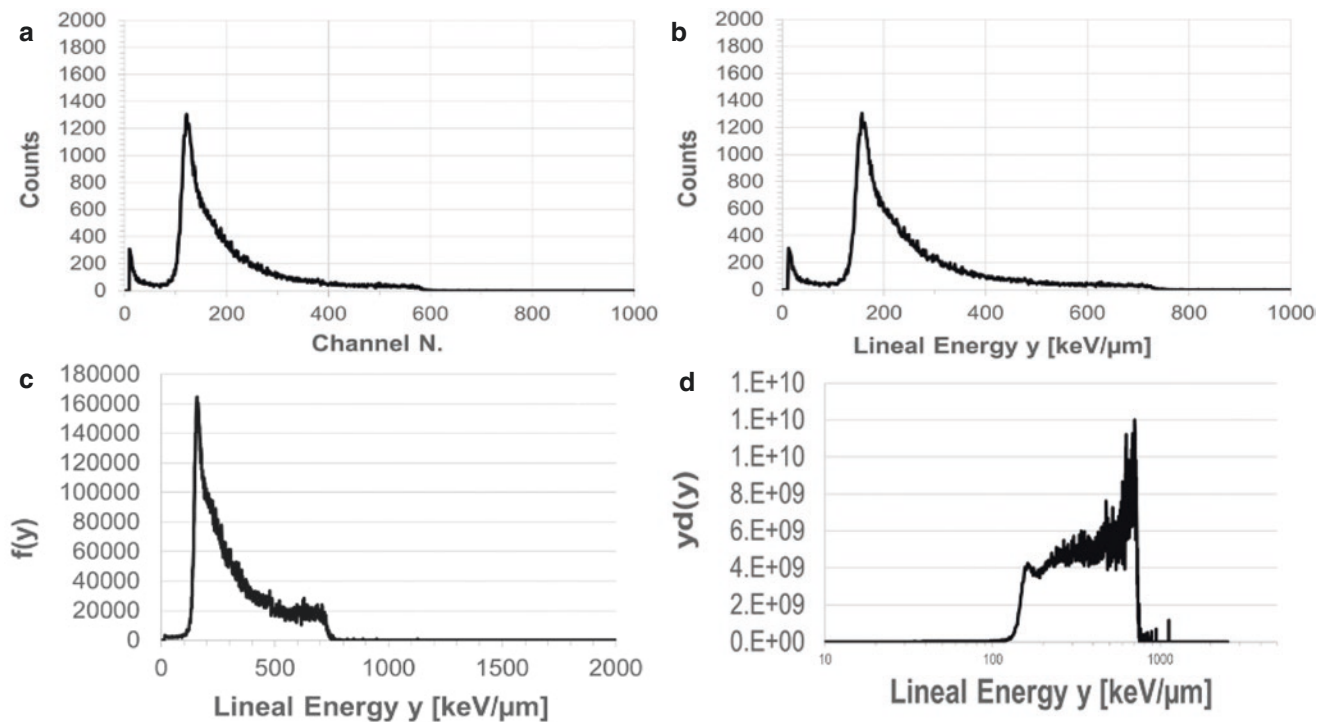 a
2000
1800
1600
1400
1200
1000
800
600
400
200
0
Counts
0 200 400 600 800 1000
Channel N.
b
2000
1800
1600
1400
1200
1000
800
600
400
200
0
Counts
0 200 400 600 800 1000
Lineal Energy y [keV/μm]
c
180000
160000
140000
120000
100000
80000
60000
40000
20000
0
f(y)
0 500 1000 1500 2000
Lineal Energy y [keV/μm]
d
1.E+10
1.E+10
1.E+10
8.E+09
6.E+09
4.E+09
2.E+09
0.E+00
yd(y)
10 100 1000
Lineal Energy y [keV/μm]